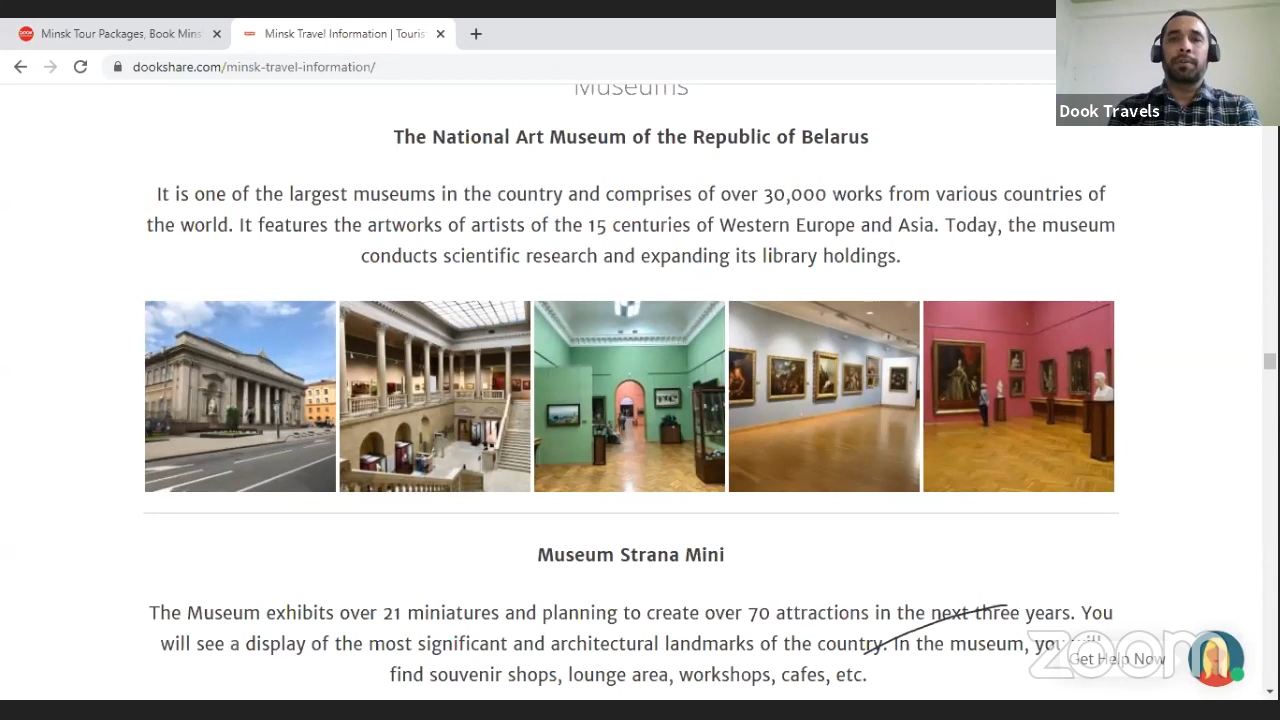 Minsk Tour Packages, Book Mins
Minsk Travel Information | Touris
dookshare.com/minsk-travel-information/
Dook Travels
Museums
The National Art Museum of the Republic of Belarus
It is one of the largest museums in the country and comprises of over 30,000 works from various countries of
the world. It features the artworks of artists of the 15 centuries of Western Europe and Asia. Today, the museum
conducts scientific research and expanding its library holdings.
Museum Strana Mini
The Museum exhibits over 21 miniatures and planning to create over 70 attractions in the next three years. You
will see a display of the most significant and architectural landmarks of the country. In the museum, you will
find souvenir shops, lounge area, workshops, cafes, etc.
zoom
Get Help Now